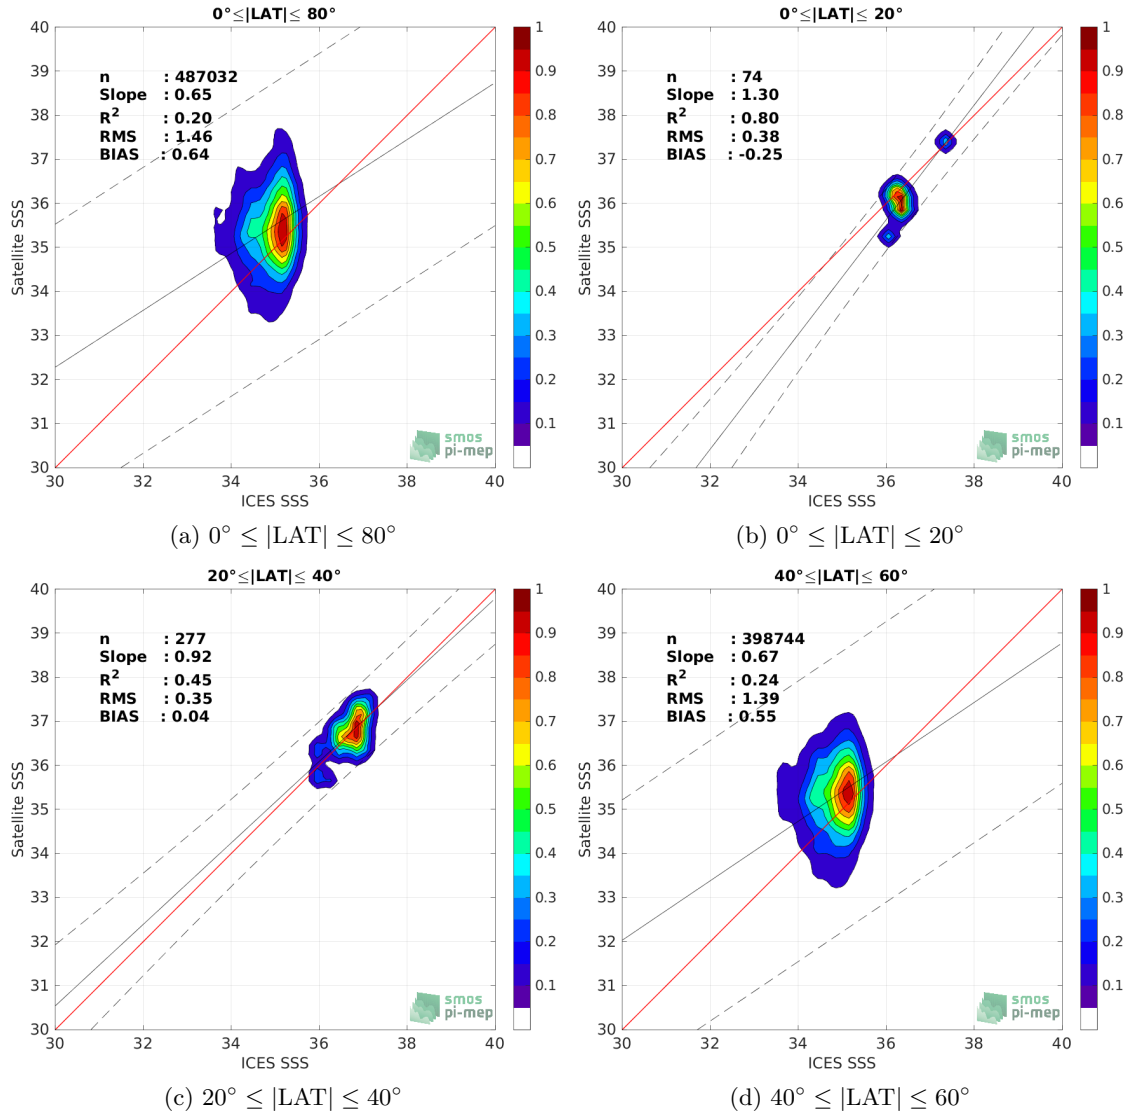 0°≤|LAT|≤ 80°
Satellite SSS
40
39
38
37
36
35
34
33
32
31
30
n : 487032
Slope : 0.65
R² : 0.20
RMS : 1.46
BIAS : 0.64
smos
pi-mep
30 32 34 36 38 40
ICES SSS
1
0.9
0.8
0.7
0.6
0.5
0.4
0.3
0.2
0.1
(a) 0° ≤ |LAT| ≤ 80°
0°≤|LAT|≤ 20°
Satellite SSS
40
39
38
37
36
35
34
33
32
31
30
n : 74
Slope : 1.30
R² : 0.80
RMS : 0.38
BIAS : -0.25
smos
pi-mep
30 32 34 36 38 40
ICES SSS
1
0.9
0.8
0.7
0.6
0.5
0.4
0.3
0.2
0.1
(b) 0° ≤ |LAT| ≤ 20°
20°≤|LAT|≤ 40°
Satellite SSS
40
39
38
37
36
35
34
33
32
31
30
n : 277
Slope : 0.92
R² : 0.45
RMS : 0.35
BIAS : 0.04
smos
pi-mep
30 32 34 36 38 40
ICES SSS
1
0.9
0.8
0.7
0.6
0.5
0.4
0.3
0.2
0.1
(c) 20° ≤ |LAT| ≤ 40°
40°≤|LAT|≤ 60°
Satellite SSS
40
39
38
37
36
35
34
33
32
31
30
n : 398744
Slope : 0.67
R² : 0.24
RMS : 1.39
BIAS : 0.55
smos
pi-mep
30 32 34 36 38 40
ICES SSS
1
0.9
0.8
0.7
0.6
0.5
0.4
0.3
0.2
0.1
(d) 40° ≤ |LAT| ≤ 60°